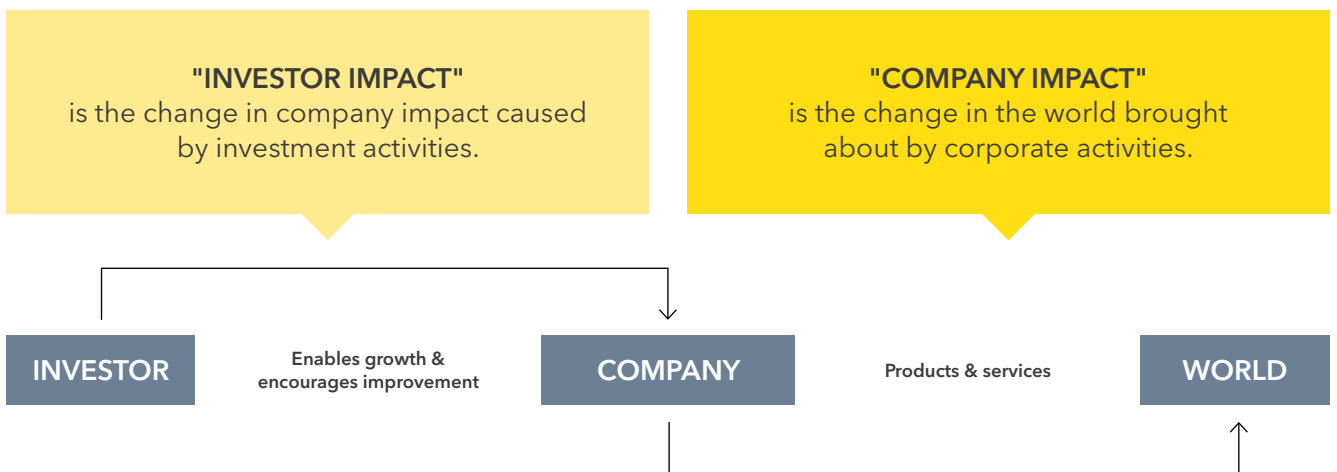 "INVESTOR IMPACT"
is the change in company impact caused
by investment activities.
"COMPANY IMPACT"
is the change in the world brought
about by corporate activities.
INVESTOR
Enables growth &
encourages improvement
COMPANY
Products & services
WORLD